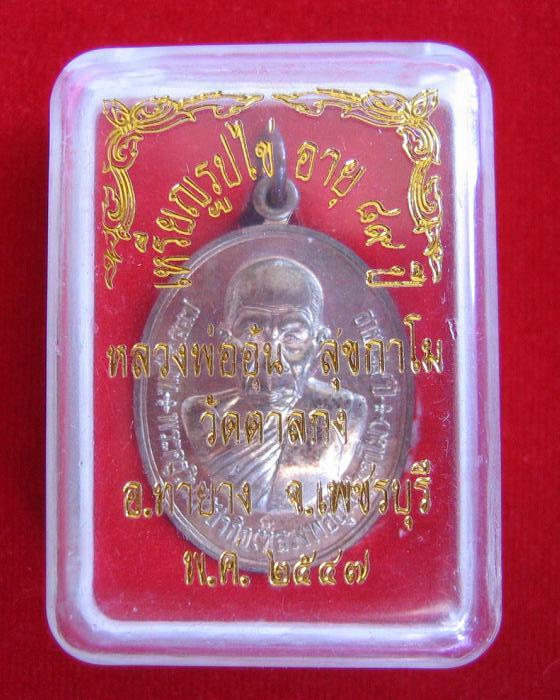 เหรียญรูปไข่ อายุ ๘๙ ปี
หลวงพ่ออุ้น สุขกาโม
วัดตาลกง
อ.ท่ายาง จ.เพชรบุรี
พ.ศ. ๒๕๔๗